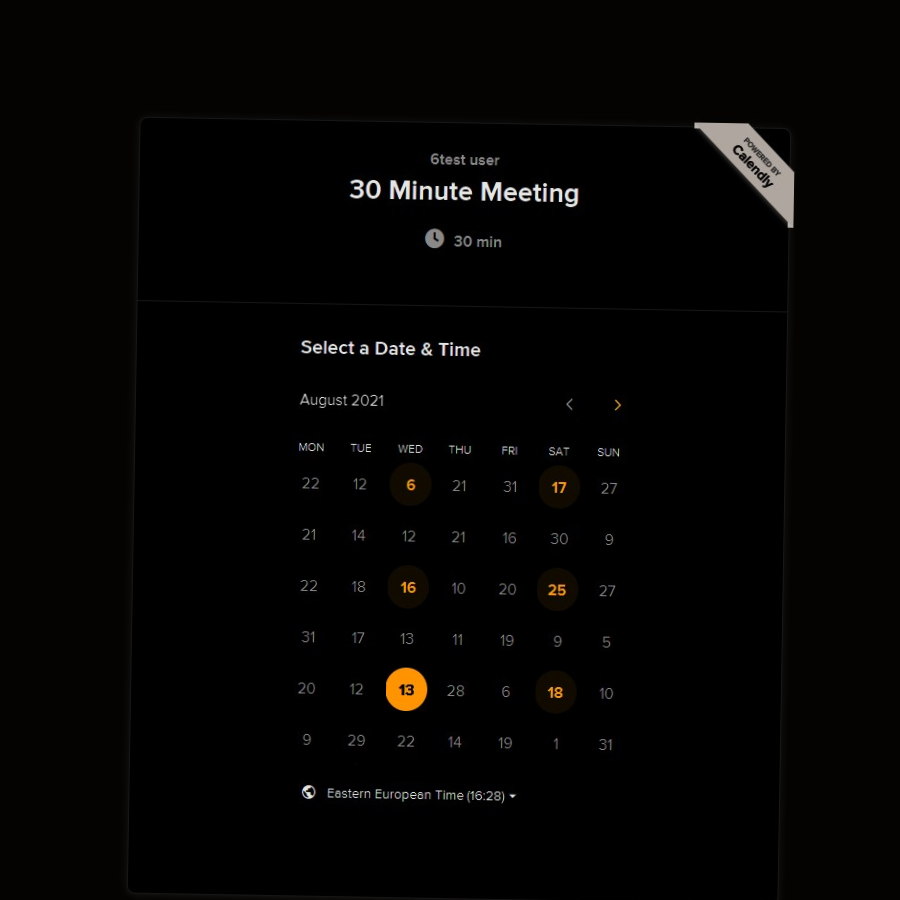 POWERED BY
Calendly
6test user
30 Minute Meeting
30 min
Select a Date & Time
August 2021
MON TUE WED THU FRI SAT SUN
22 12 6 21 31 17 27
21 14 12 21 16 30 9
22 18 16 10 20 25 27
31 17 13 11 19 9 5
20 12 13 28 6 18 10
9 29 22 14 19 1 31
Eastern European Time (16:28)